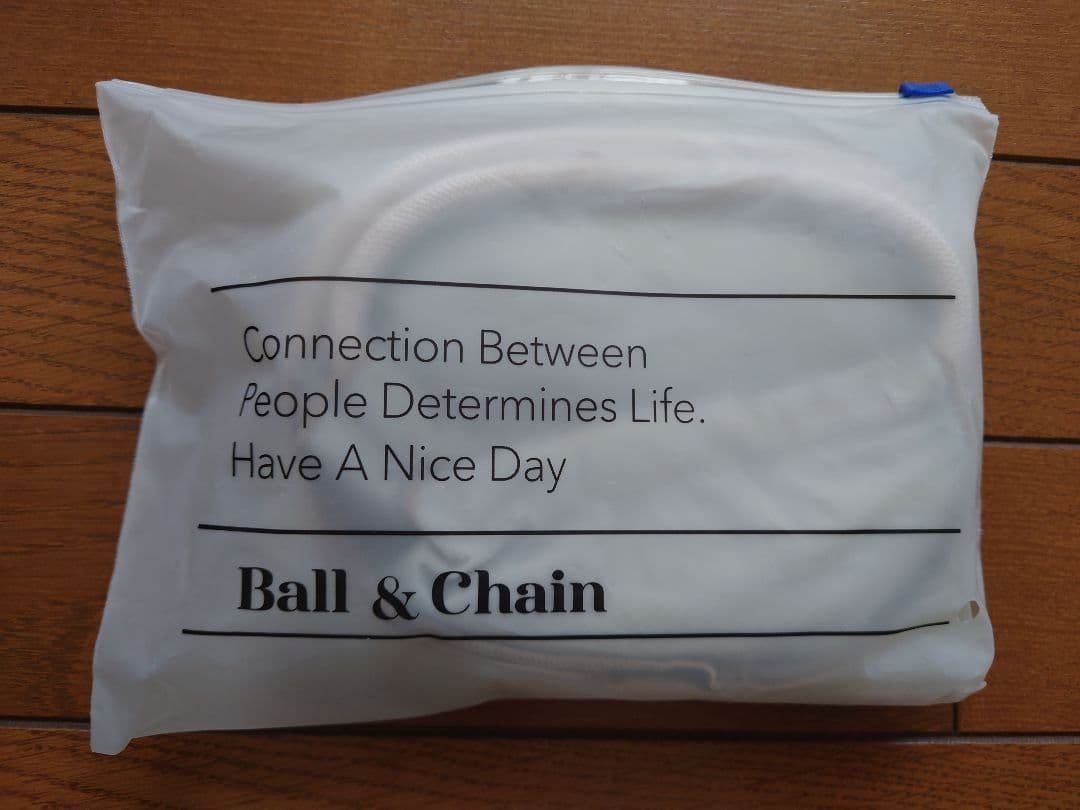 Connection Between
People Determines Life.
Have A Nice Day
Ball & Chain